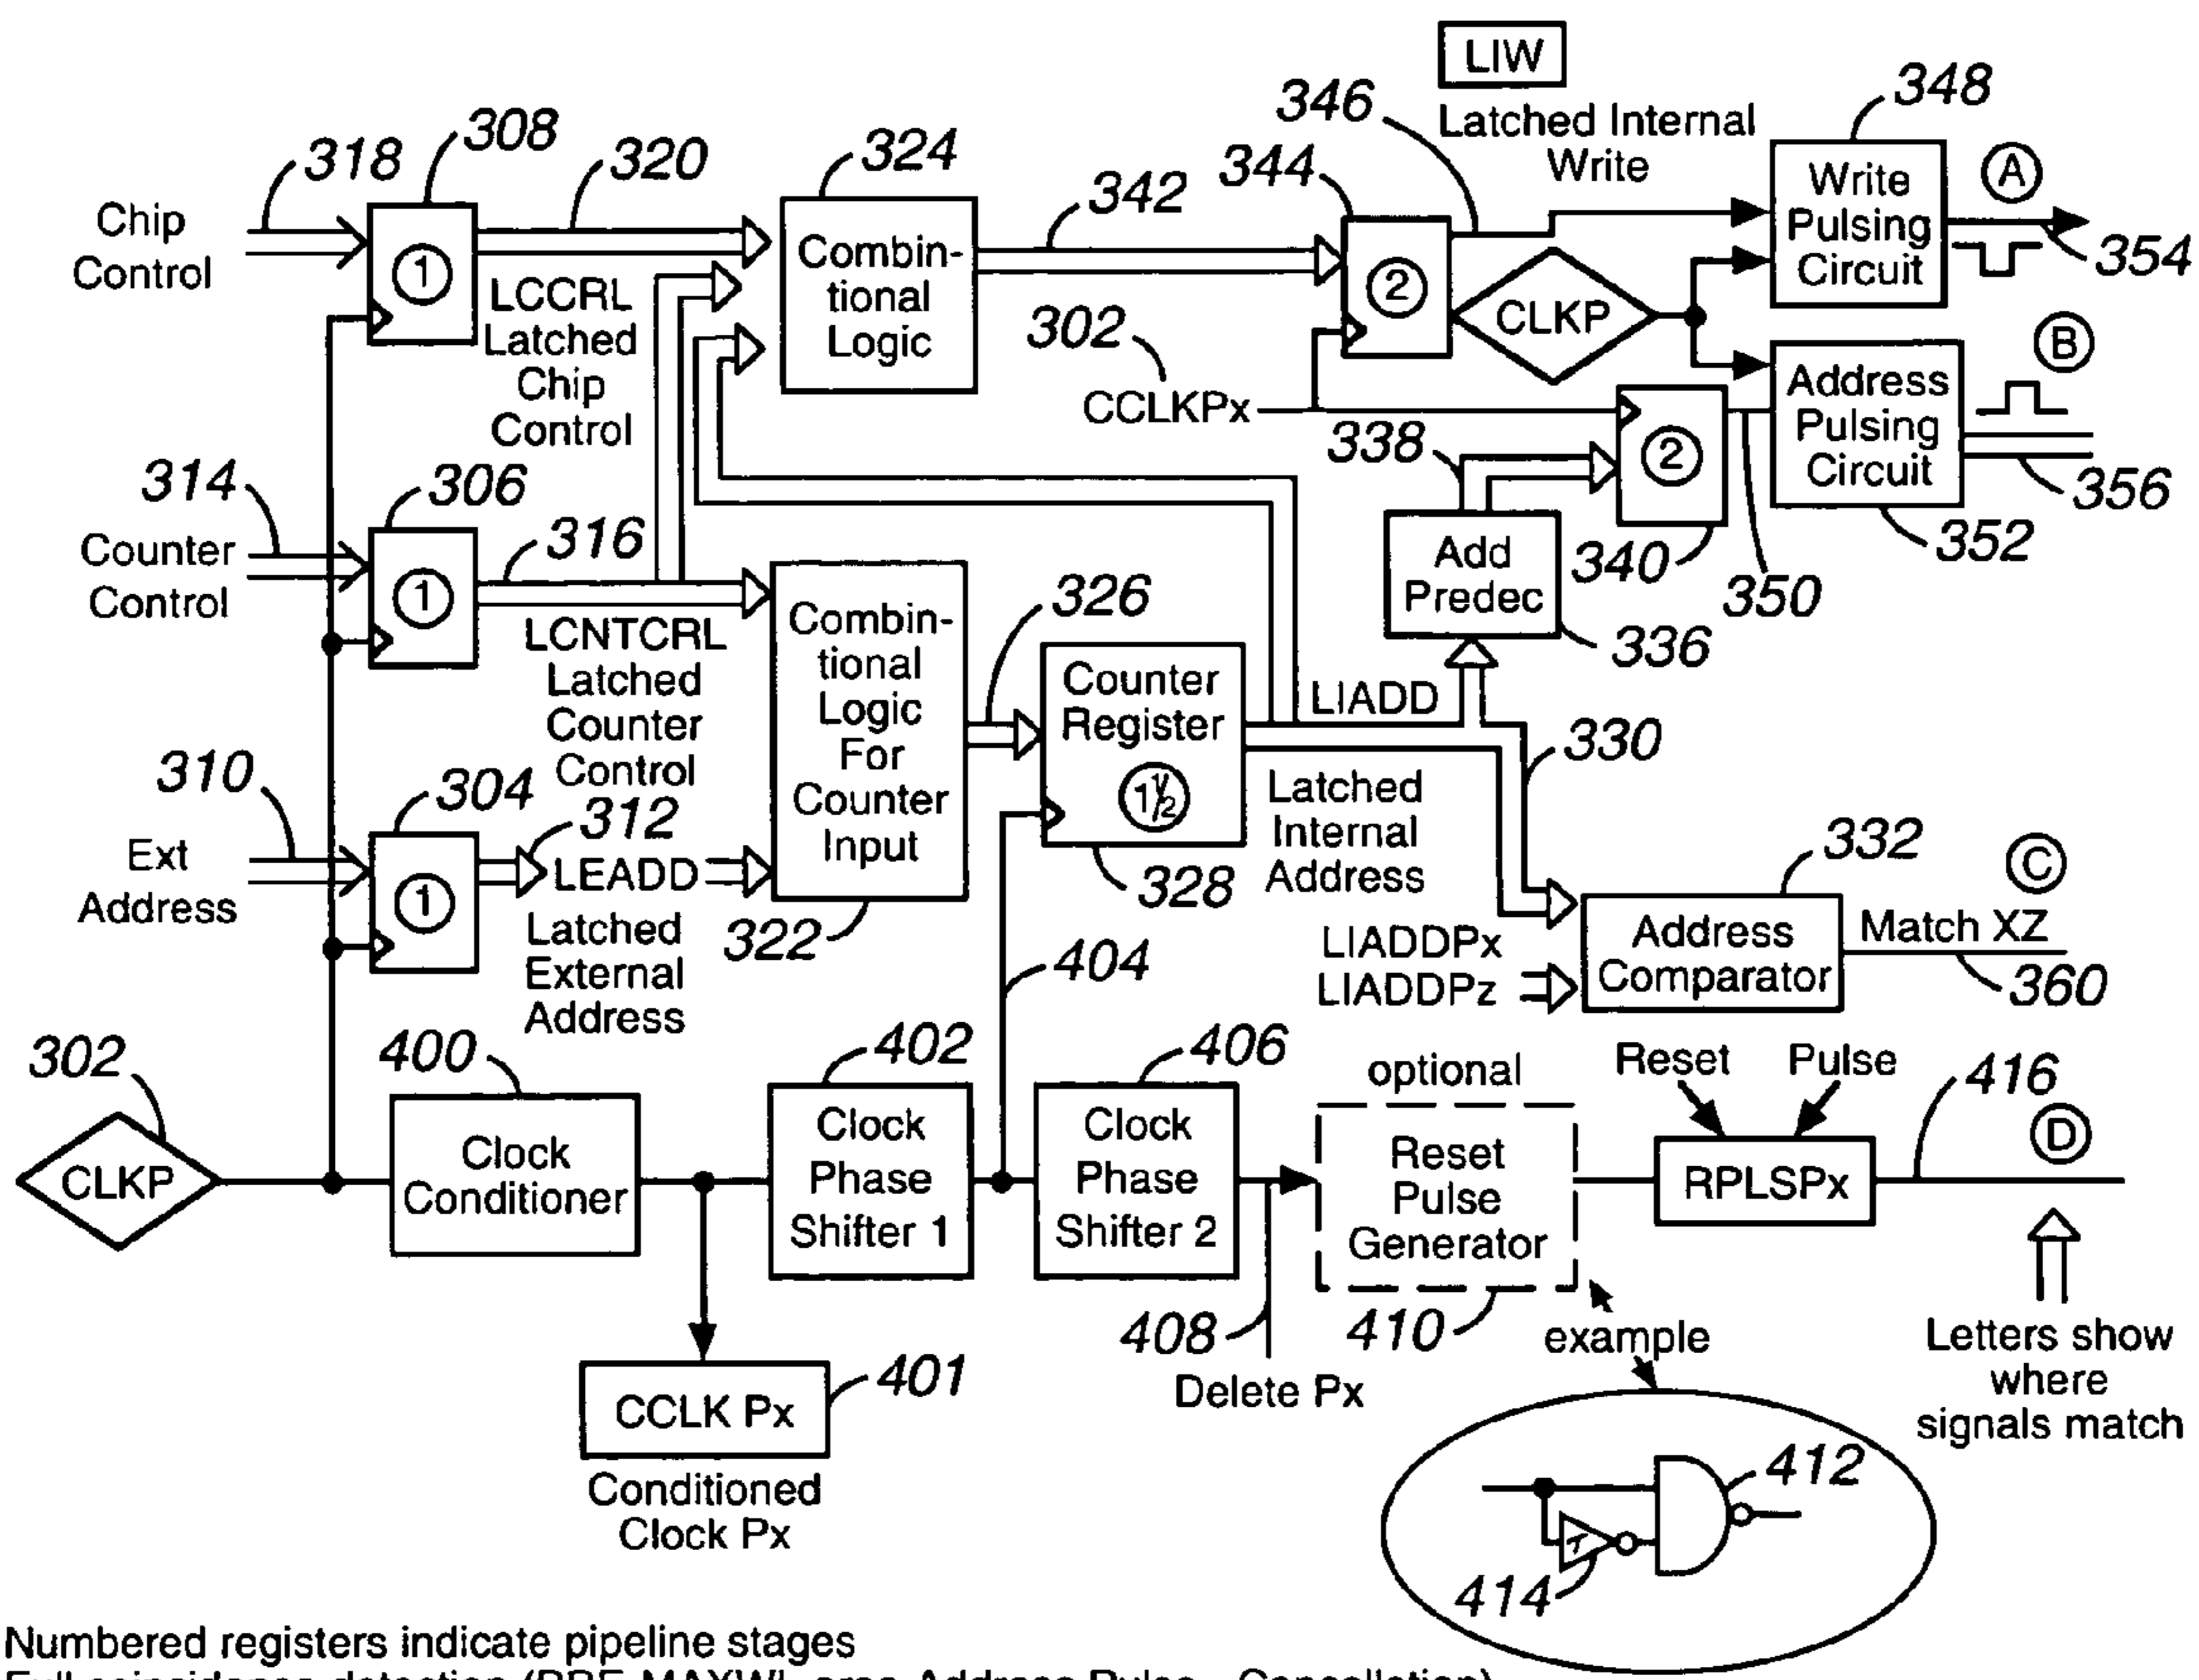 LIW
Latched Internal
Write
346
348
318
308
320
324
342
344
Chip
Control
1
LCCRL
Latched
Chip
Control
Combin-
tional
Logic
302
CCLKPx
2
CLKP
Write
Pulsing
Circuit
A
354
B
Address
Pulsing
Circuit
356
352
338
2
340
350
Add
Predec
336
314
306
316
Counter
Control
1
LCNTCRL
Latched
Counter
Control
Combin-
tional
Logic
For
Counter
Input
322
326
Counter
Register
1½
328
LIADD
330
Latched
Internal
Address
310
304
312
Ext
Address
1
LEADD
Latched
External
Address
404
LIADDPx
LIADDPz
332
Address
Comparator
C
Match XZ
360
302
CLKP
400
Clock
Conditioner
402
Clock
Phase
Shifter 1
406
Clock
Phase
Shifter 2
optional
Reset
Pulse
Generator
410
Reset
Pulse
RPLSPx
416
D
408
Delete Px
example
Letters show
where
signals match
CCLK Px
401
Conditioned
Clock Px
412
414
Numbered registers indicate pipeline stages